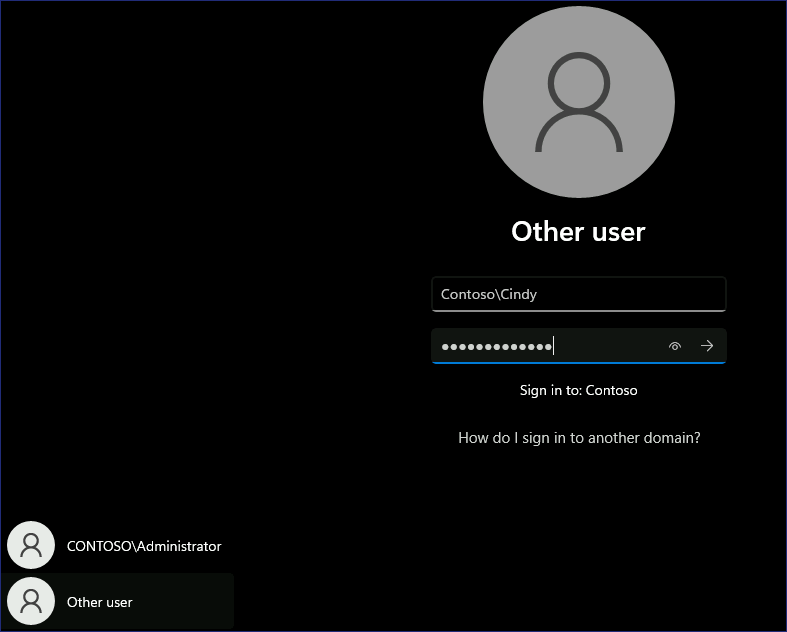 Other user
Contoso\Cindy
●●●●●●●●●●●●●
Sign in to: Contoso
How do I sign in to another domain?
CONTOSO\Administrator
Other user